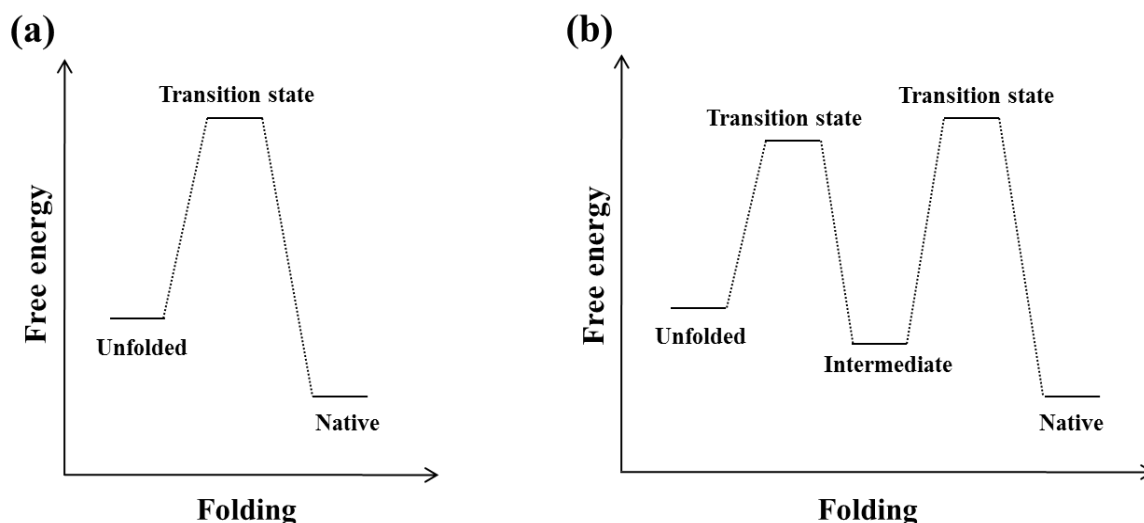 (a)
Transition state
Free energy
Unfolded
Native
Folding
(b)
Transition state
Transition state
Free energy
Unfolded
Intermediate
Native
Folding